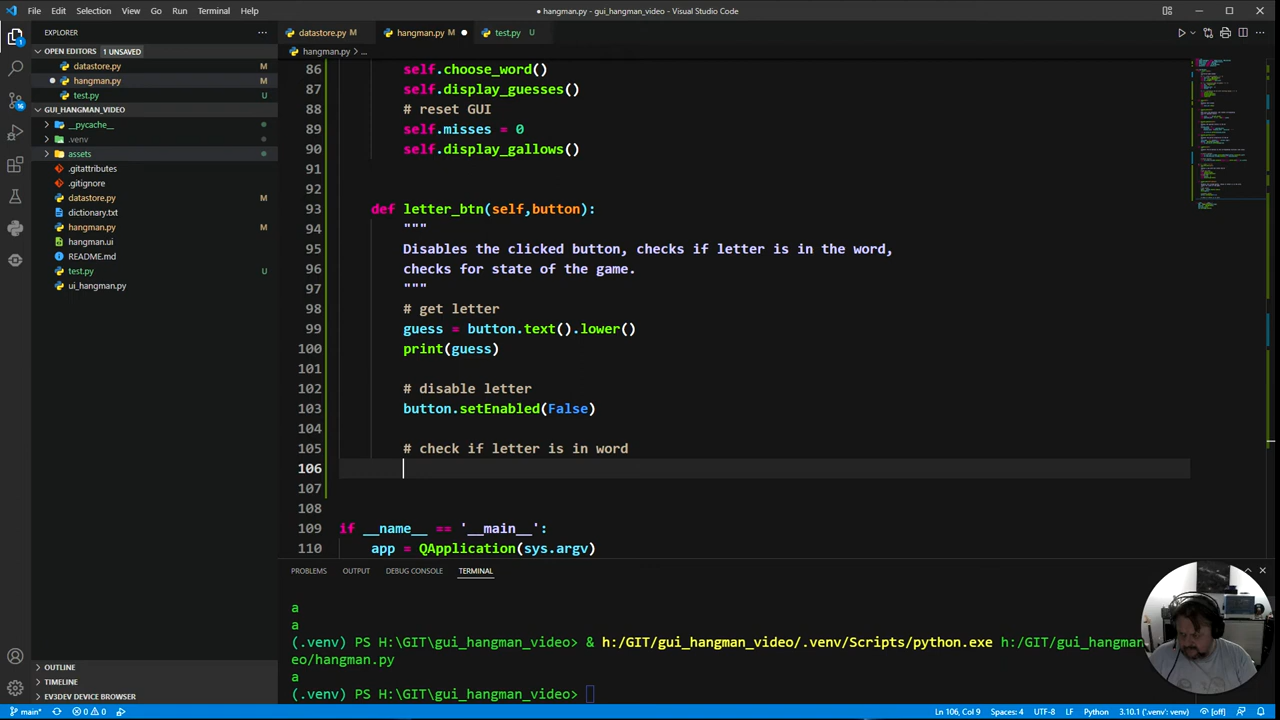 File Edit Selection View Go Run Terminal Help
● hangman.py - gui_hangman_video - Visual Studio Code
EXPLORER
OPEN EDITORS 1 UNSAVED
datastore.py
hangman.py
test.py
GUI_HANGMAN_VIDEO
__pycache__
.venv
assets
.gitattributes
.gitignore
datastore.py M
dictionary.txt
hangman.py M
hangman.ui
README.md
test.py U
ui_hangman.py
OUTLINE
TIMELINE
EV3DEV DEVICE BROWSER
datastore.py M hangman.py M ● test.py U
hangman.py > ...
86 self.choose_word()
87 self.display_guesses()
88 # reset GUI
89 self.misses = 0
90 self.display_gallows()
91
92
93 def letter_btn(self,button):
94 """
95 Disables the clicked button, checks if letter is in the word,
96 checks for state of the game.
97 """
98 # get letter
99 guess = button.text().lower()
100 print(guess)
101
102 # disable letter
103 button.setEnabled(False)
104
105 # check if letter is in word
106
107
108
109 if __name__ == '__main__':
110 app = QApplication(sys.argv)
PROBLEMS OUTPUT DEBUG CONSOLE TERMINAL
a
a
(.venv) PS H:\GIT\gui_hangman_video> & h:/GIT/gui_hangman_video/.venv/Scripts/python.exe h:/GIT/gui_hangman
eo/hangman.py
a
(.venv) PS H:\GIT\gui_hangman_video>
main* 0 0 Ln 106, Col 9 Spaces: 4 UTF-8 LF Python 3.10.1 ('.venv': venv) [off]